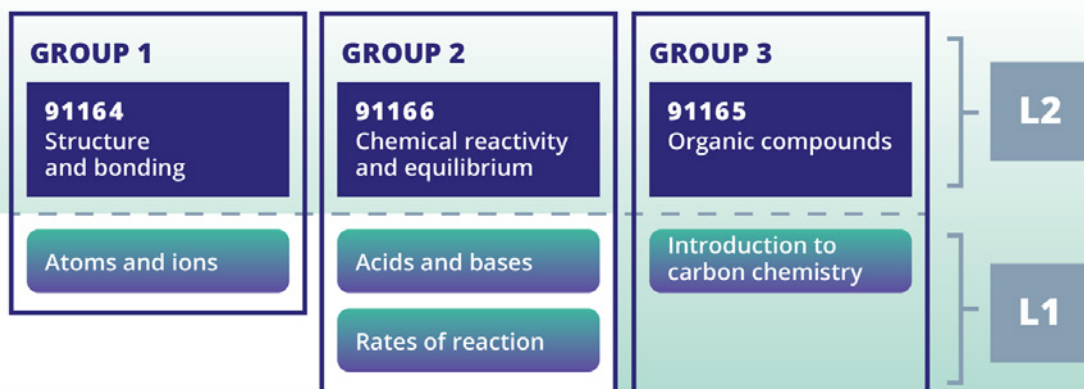 GROUP 1
91164
Structure
and bonding
Atoms and ions
GROUP 2
91166
Chemical reactivity
and equilibrium
Acids and bases
Rates of reaction
GROUP 3
91165
Organic compounds
Introduction to
carbon chemistry
L2
L1